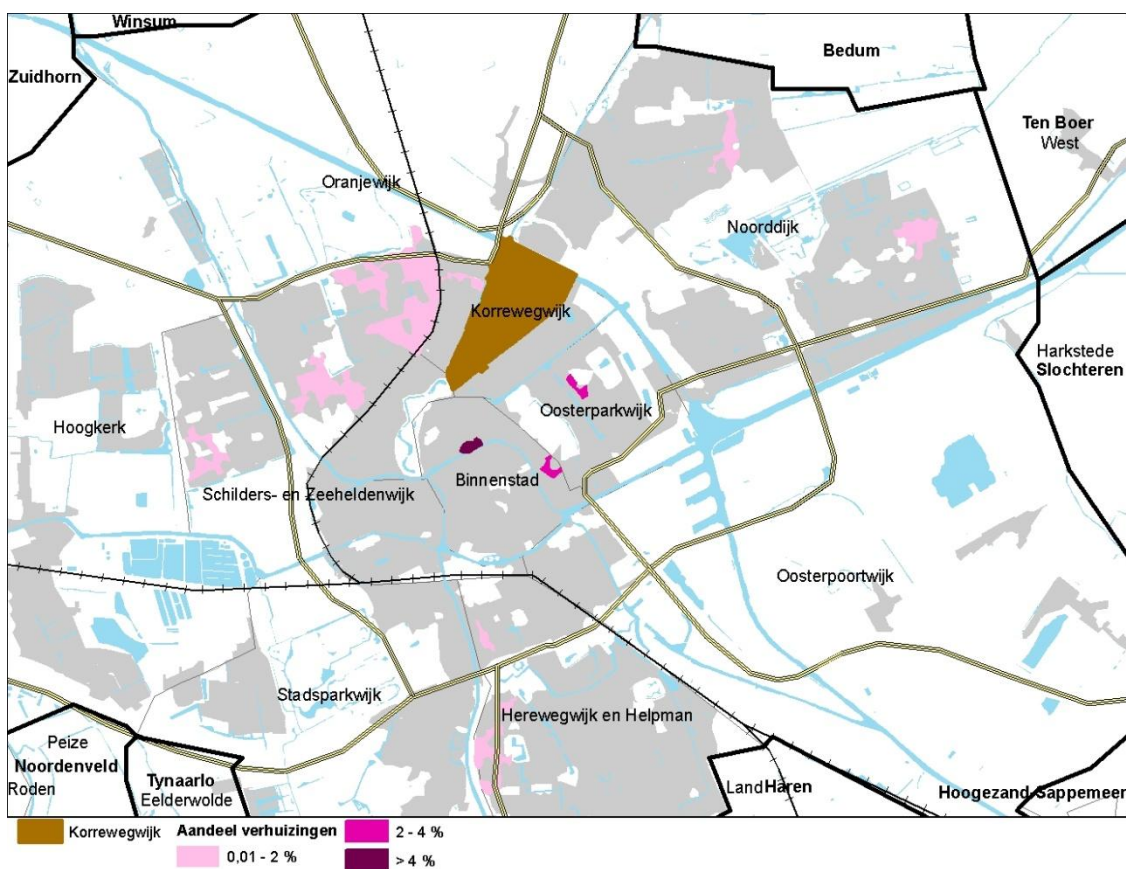 Winsum
Zuidhorn
Bedum
Ten Boer
West
Oranjewijk
Noorddijk
Korrewegwijk
Harkstede
Slochteren
Oosterparkwijk
Hoogkerk
Binnenstad
Schilders- en Zeeheldenwijk
Oosterpoortwijk
Stadsparkwijk
Herewegwijk en Helpman
Peize
Noordenveld
Roden
Tynaarlo
Eelderwolde
Land Haren
Hoogezand-Sappemeer
Korrewegwijk
Aandeel verhuizingen
0,01 - 2 %
2 - 4 %
> 4 %